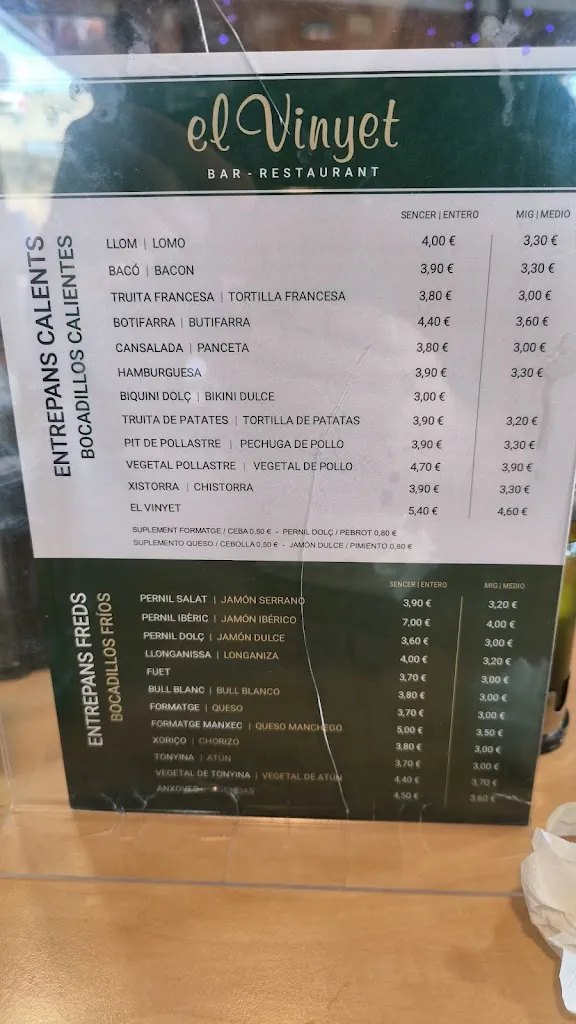 el Vinyet
BAR - RESTAURANT
ENTREPANS CALENTS
BOCADILLOS CALIENTES
SENCER | ENTERO MIG | MEDIO
LLOM | LOMO 4,00 € 3,30 €
BACÓ | BACON 3,90 € 3,30 €
TRUITA FRANCESA | TORTILLA FRANCESA 3,80 € 3,00 €
BOTIFARRA | BUTIFARRA 4,40 € 3,60 €
CANSALADA | PANCETA 3,80 € 3,00 €
HAMBURGUESA 3,90 € 3,30 €
BIQUINI DOLÇ | BIKINI DULCE 3,00 €
TRUITA DE PATATES | TORTILLA DE PATATAS 3,90 € 3,20 €
PIT DE POLLASTRE | PECHUGA DE POLLO 3,90 € 3,30 €
VEGETAL POLLASTRE | VEGETAL DE POLLO 4,70 € 3,90 €
XISTORRA | CHISTORRA 3,90 € 3,30 €
EL VINYET 5,40 € 4,60 €
SUPLEMENT FORMATGE / CEBA 0,50 € - PERNIL DOLÇ / PEBROT 0,80 €
SUPLEMENTO QUESO / CEBOLLA 0,50 € - JAMÓN DULCE / PIMIENTO 0,80 €
ENTREPANS FREDS
BOCADILLOS FRÍOS
SENCER | ENTERO MIG | MEDIO
PERNIL SALAT | JAMÓN SERRANO 3,90 € 3,20 €
PERNIL IBÈRIC | JAMÓN IBÉRICO 7,00 € 4,00 €
PERNIL DOLÇ | JAMÓN DULCE 3,60 € 3,00 €
LLONGANISSA | LONGANIZA 4,00 € 3,20 €
FUET 3,70 € 3,00 €
BULL BLANC | BULL BLANCO 3,80 € 3,00 €
FORMATGE | QUESO 3,70 € 3,00 €
FORMATGE MANXEC | QUESO MANCHEGO 5,00 € 3,50 €
XORIÇO | CHORIZO 3,80 € 3,00 €
TONYINA | ATÚN 3,70 € 3,00 €
VEGETAL DE TONYINA | VEGETAL DE ATÚN 4,40 € 3,70 €
ANXOVES 4,50 € 3,60 €